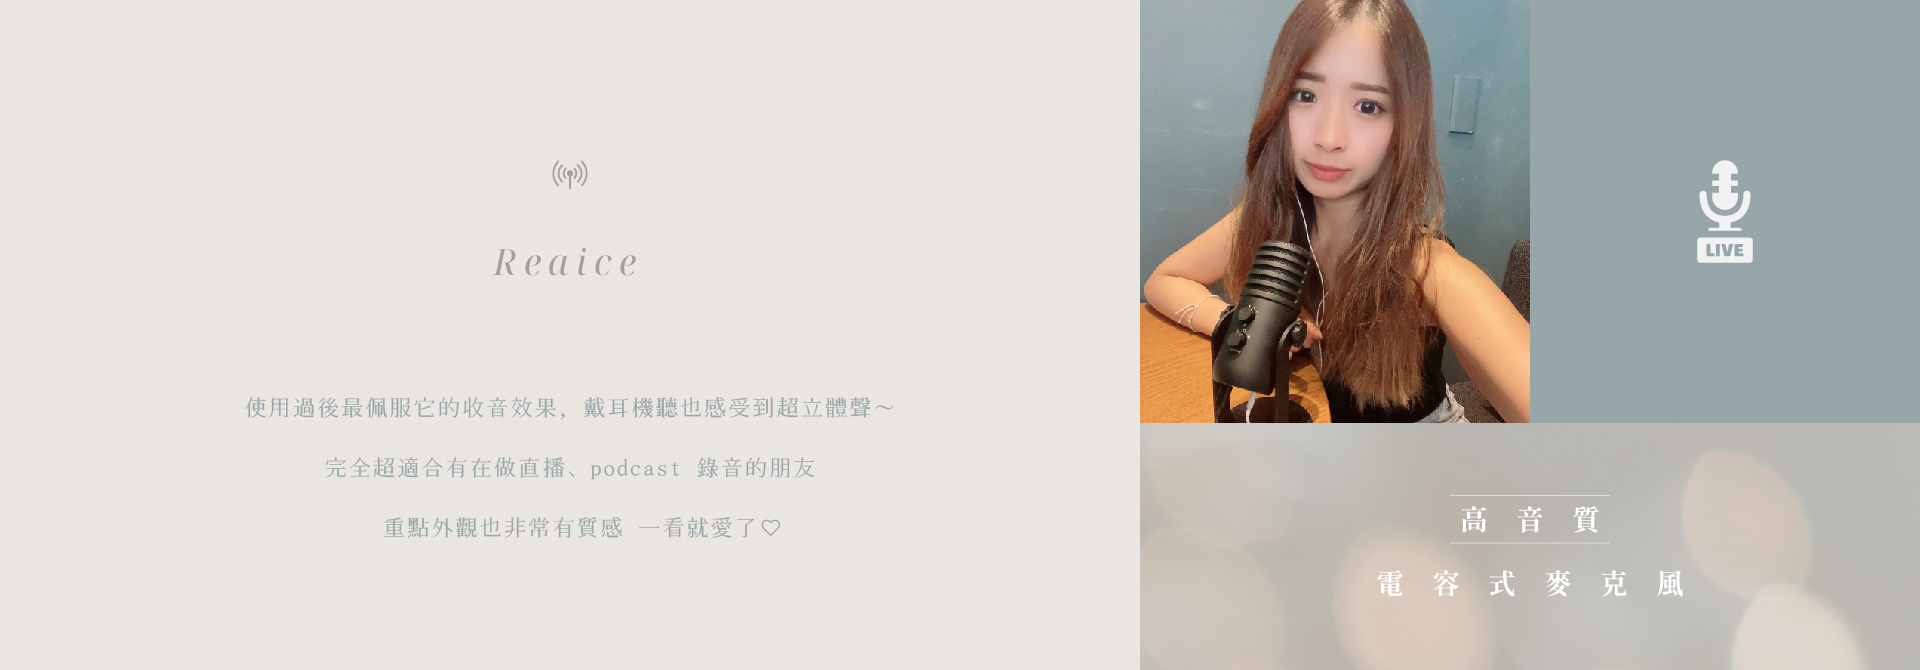 Reaice
使用過後最佩服它的收音效果，戴耳機聽也感受到超立體聲～
完全超適合有在做直播、podcast 錄音的朋友
重點外觀也非常有質感 一看就愛了♡
LIVE
高音質
電容式麥克風